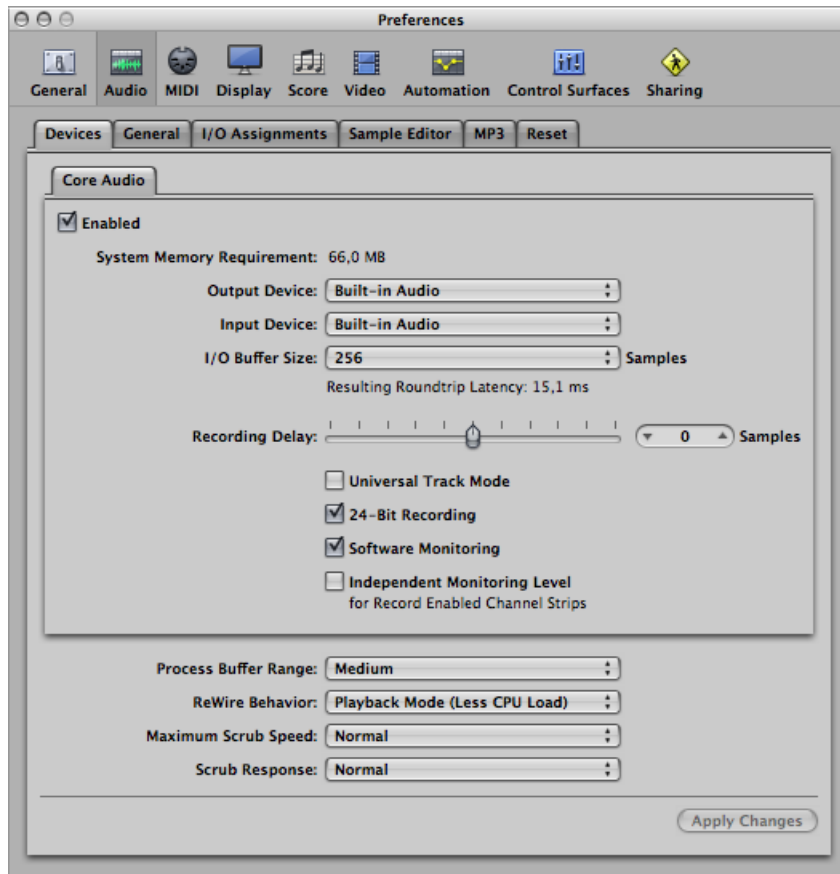 Preferences
General Audio MIDI Display Score Video Automation Control Surfaces Sharing
Devices General I/O Assignments Sample Editor MP3 Reset
Core Audio
Enabled
System Memory Requirement: 66,0 MB
Output Device: Built-in Audio
Input Device: Built-in Audio
I/O Buffer Size: 256 Samples
Resulting Roundtrip Latency: 15,1 ms
Recording Delay: 0 Samples
Universal Track Mode
24-Bit Recording
Software Monitoring
Independent Monitoring Level
for Record Enabled Channel Strips
Process Buffer Range: Medium
ReWire Behavior: Playback Mode (Less CPU Load)
Maximum Scrub Speed: Normal
Scrub Response: Normal
Apply Changes